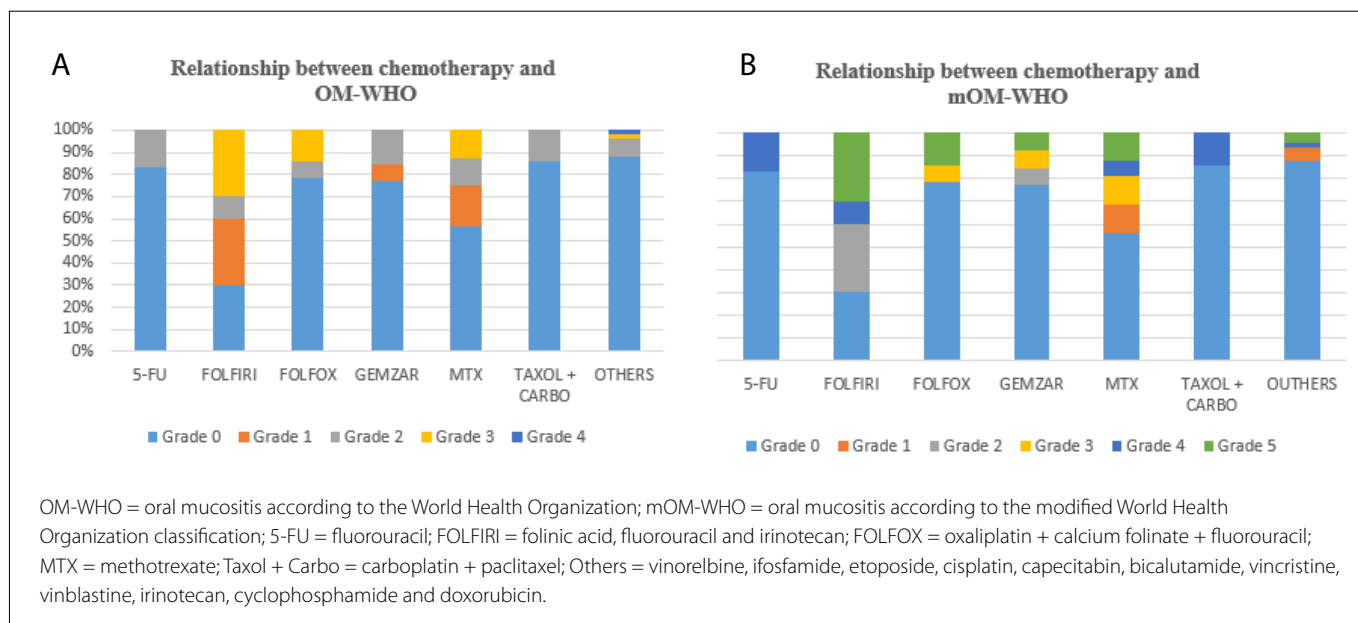 A
Relationship between chemotherapy and
OM-WHO
100%
90%
80%
70%
60%
50%
40%
30%
20%
10%
0%
5-FU FOLFIRI FOLFOX GEMZAR MTX TAXOL + OTHERS
CARBO
Grade 0 Grade 1 Grade 2 Grade 3 Grade 4
B
Relationship between chemotherapy and
mOM-WHO
5-FU FOLFIRI FOLFOX GEMZAR MTX TAXOL + OUTHERS
CARBO
Grade 0 Grade 1 Grade 2 Grade 3 Grade 4 Grade 5
OM-WHO = oral mucositis according to the World Health Organization; mOM-WHO = oral mucositis according to the modified World Health
Organization classification; 5-FU = fluorouracil; FOLFIRI = folinic acid, fluorouracil and irinotecan; FOLFOX = oxaliplatin + calcium folinate + fluorouracil;
MTX = methotrexate; Taxol + Carbo = carboplatin + paclitaxel; Others = vinorelbine, ifosfamide, etoposide, cisplatin, capecitabin, bicalutamide, vincristine,
vinblastine, irinotecan, cyclophosphamide and doxorubicin.